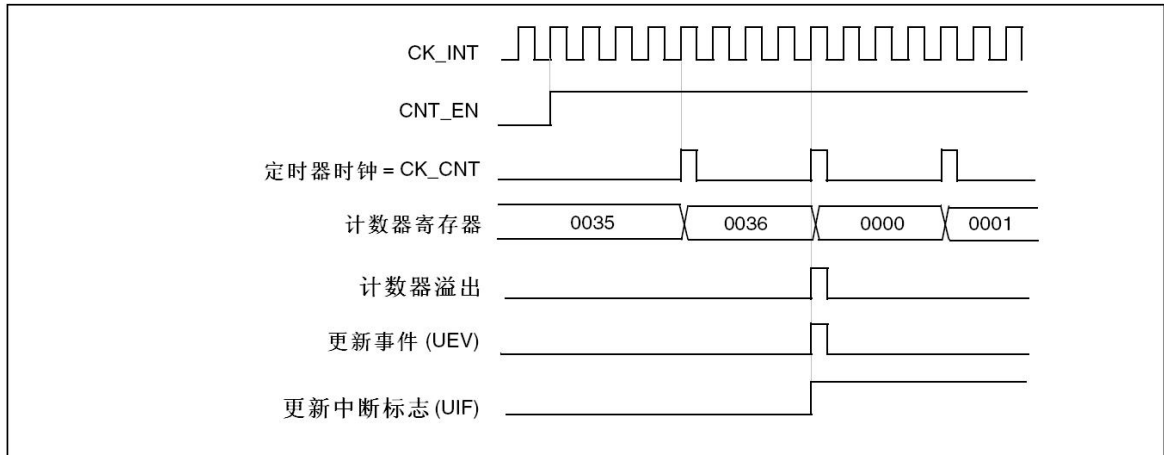 CK_INT
CNT_EN
定时器时钟 = CK_CNT
计数器寄存器 0035 0036 0000 0001
计数器溢出
更新事件 (UEV)
更新中断标志 (UIF)